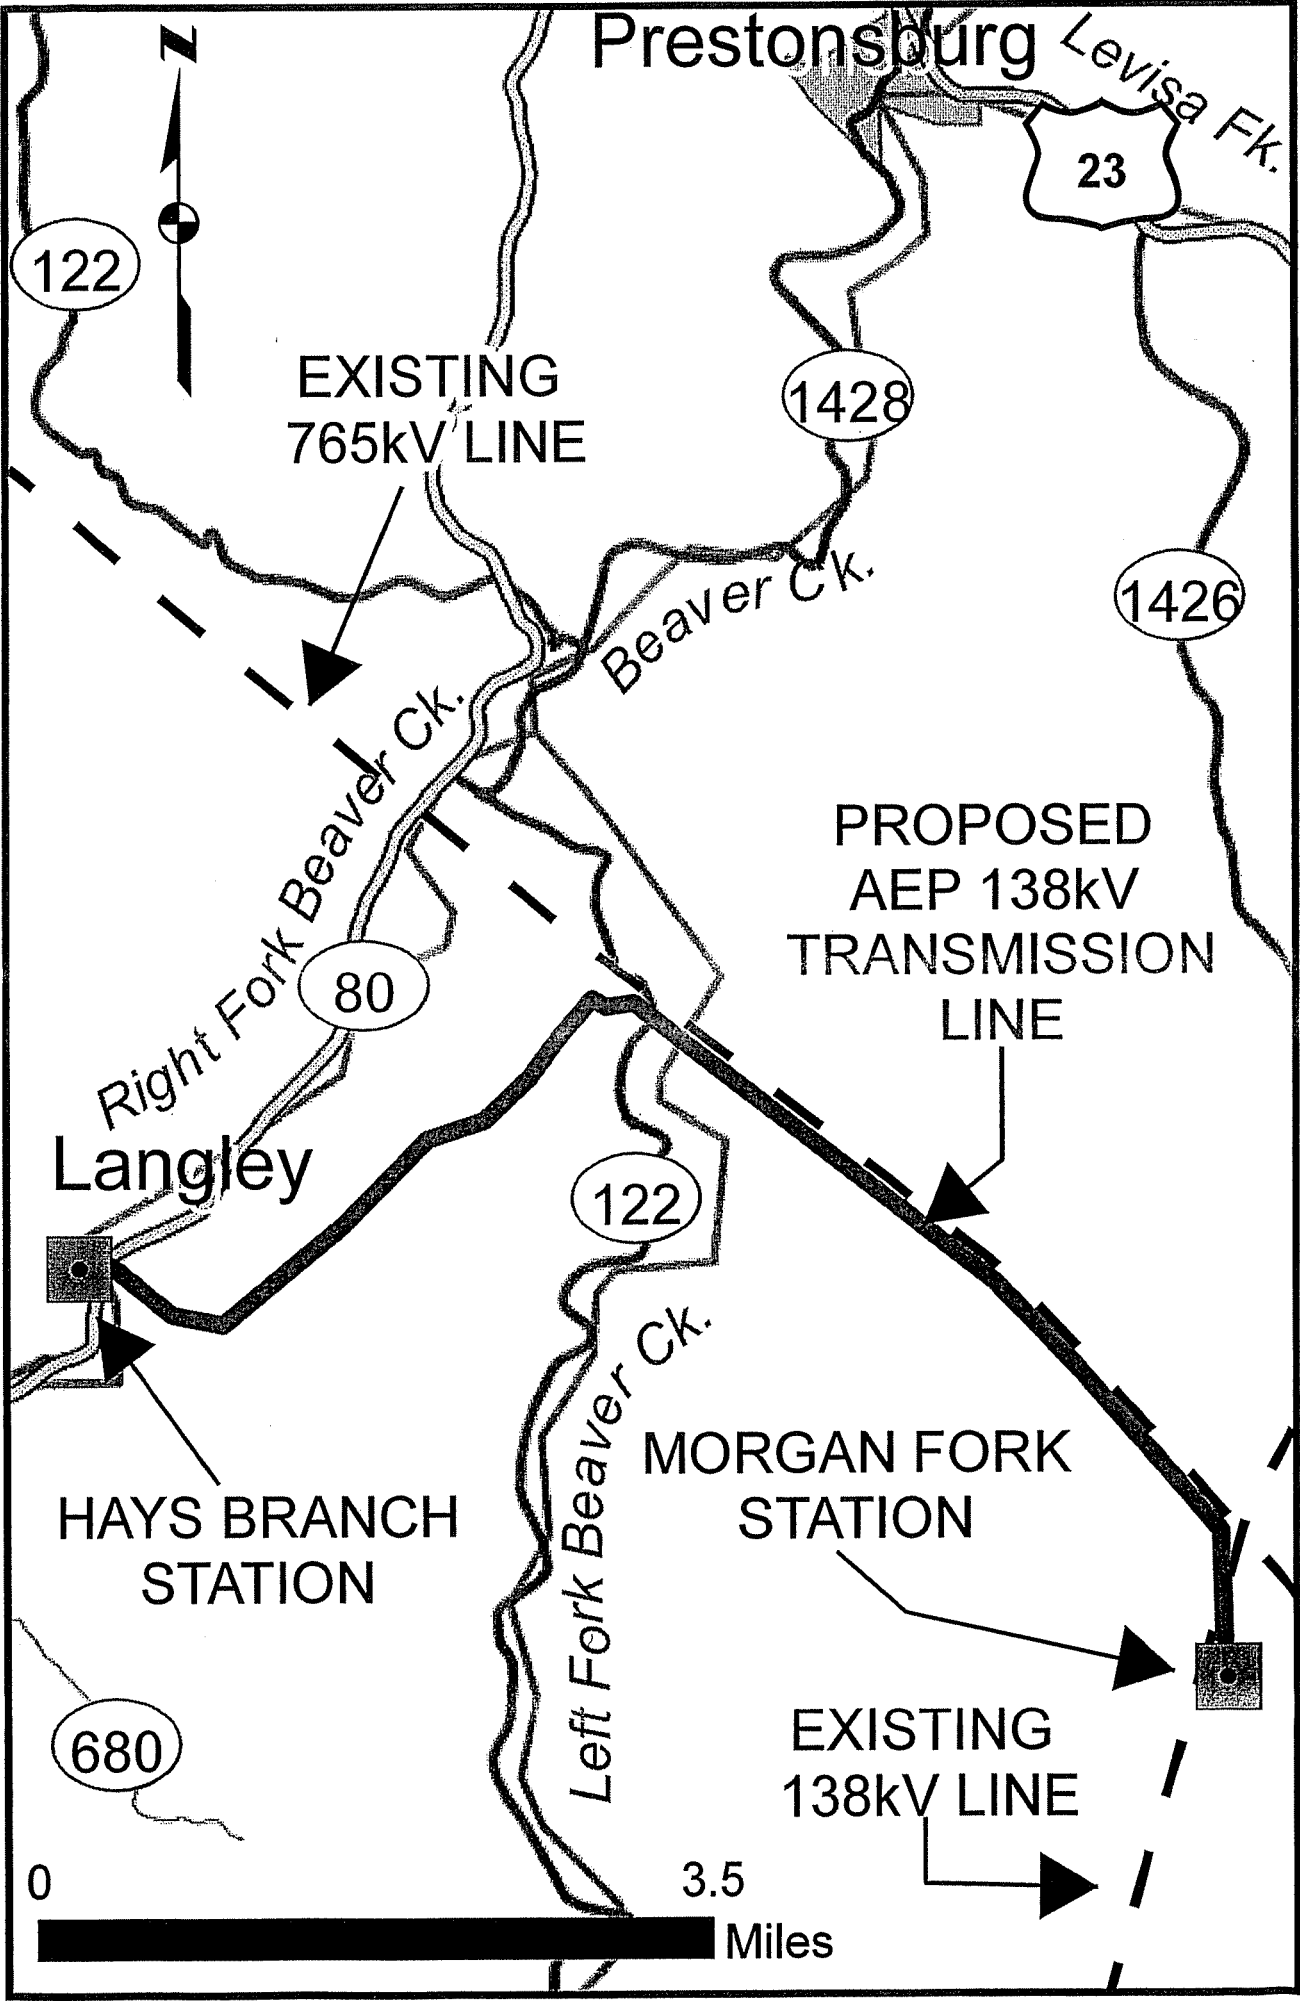 Prestonsburg
Levisa Fk.
N
23
122
EXISTING
765kV LINE
1428
Beaver Ck.
1426
Right Fork Beaver Ck.
PROPOSED
AEP 138kV
TRANSMISSION
LINE
80
Langley
122
Left Fork Beaver Ck.
MORGAN FORK
STATION
HAYS BRANCH
STATION
680
EXISTING
138kV LINE
0
3.5
Miles